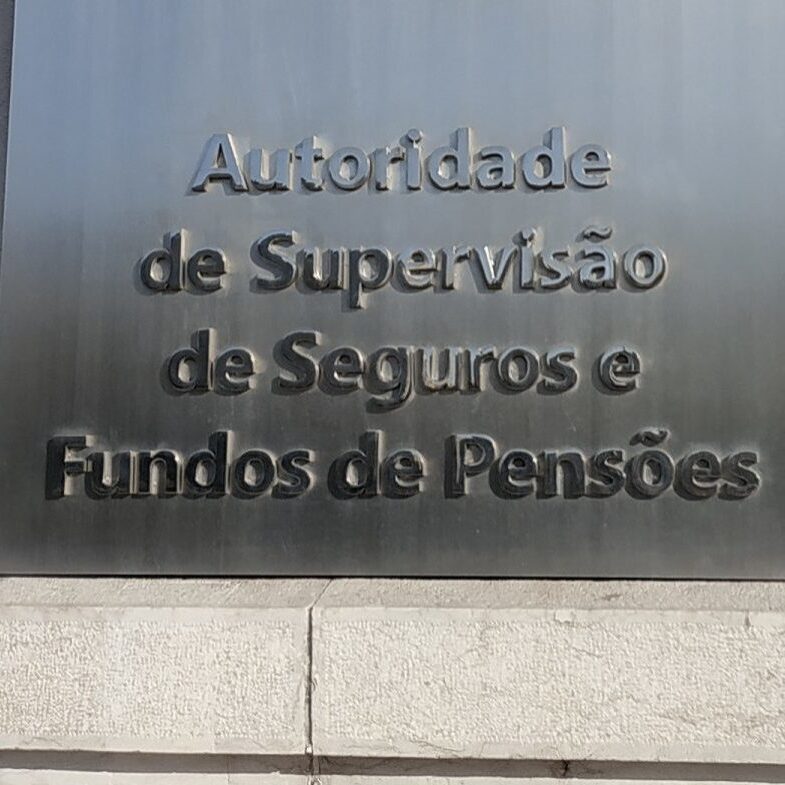 Autoridade
de Supervisão
de Seguros e
Fundos de Pensões